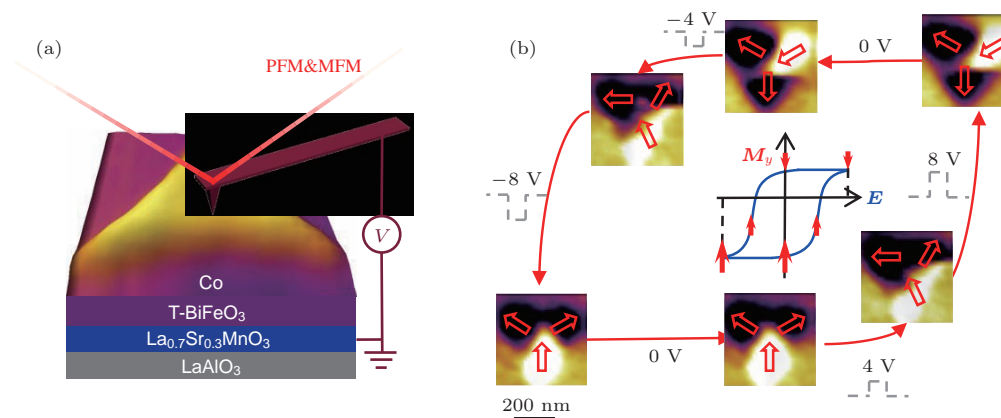 (a)
PFM&MFM
V
Co
T-BiFeO₃
La₀.₇Sr₀.₃MnO₃
LaAlO₃
(b)
−4 V
0 V
−8 V
My
E
8 V
0 V
4 V
200 nm